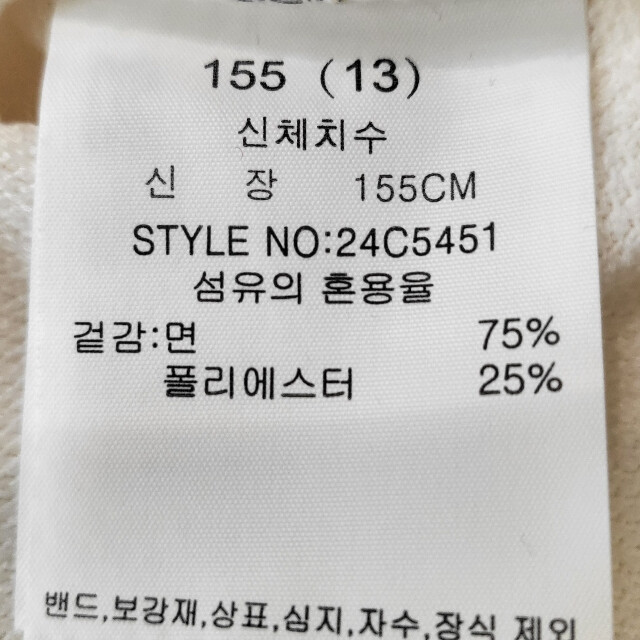 155 (13)
신체치수
신 장 155CM
STYLE NO:24C5451
섬유의 혼용율
겉감:면 75%
폴리에스터 25%
밴드,보강재,상표,심지,자수,장식 제외